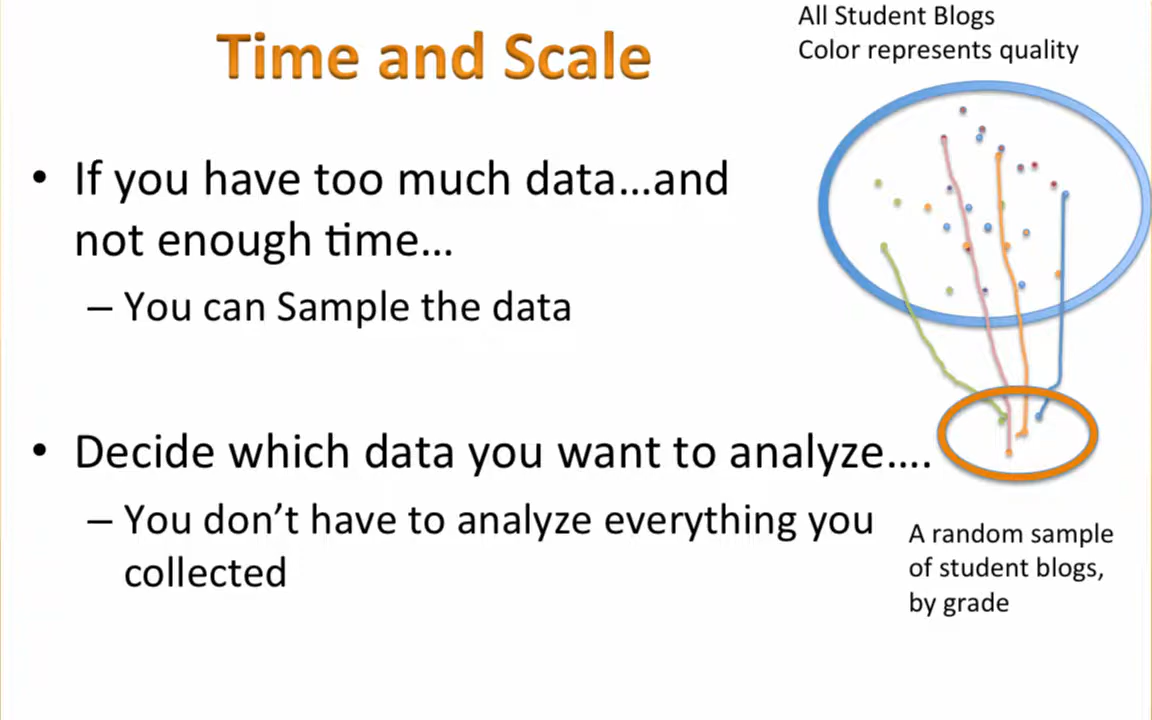 Time and Scale
All Student Blogs
Color represents quality
• If you have too much data…and
not enough time…
– You can Sample the data
• Decide which data you want to analyze….
– You don’t have to analyze everything you
collected
A random sample
of student blogs,
by grade